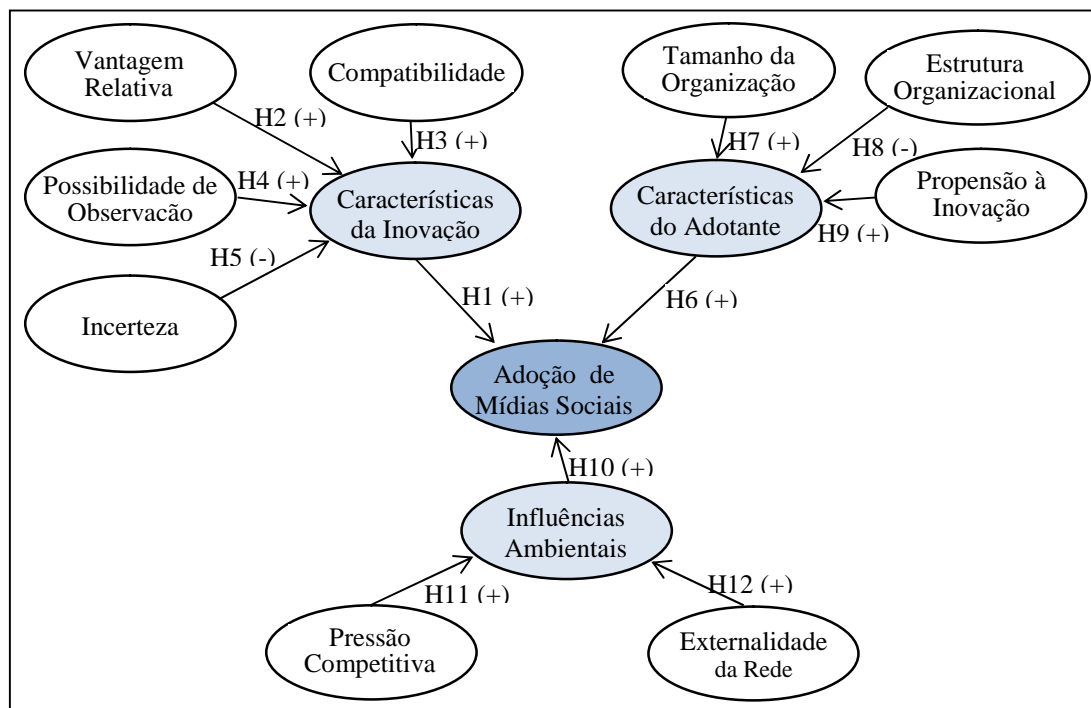 Vantagem
Relativa
Compatibilidade
Tamanho da
Organização
Estrutura
Organizacional
H2 (+)
H3 (+)
H7 (+)
H8 (-)
Possibilidade de
Observacão
H4 (+)
Características
da Inovação
Características
do Adotante
Propensão à
Inovação
H9 (+)
H5 (-)
Incerteza
H1 (+)
H6 (+)
Adoção de
Mídias Sociais
H10 (+)
Influências
Ambientais
H11 (+)
H12 (+)
Pressão
Competitiva
Externalidade
da Rede